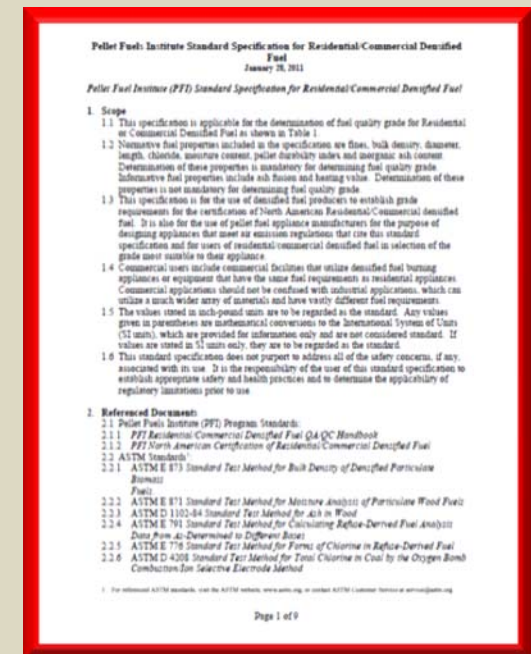 Pellet Fuels Institute Standard Specification for Residential/Commercial Densified
Fuel
January 28, 2011
Pellet Fuel Institute (PFI) Standard Specification for Residential/Commercial Densified Fuel
1. Scope
1.1 This specification is applicable for the determination of fuel quality grade for Residential
or Commercial Densified Fuel as shown in Table 1.
1.2 Normative fuel properties included in the specification are fines, bulk density, diameter,
length, chloride, moisture content, pellet durability index and inorganic ash content.
Determination of these properties is mandatory for determining fuel quality grade.
Informative fuel properties include ash fusion and heating value. Determination of these
properties is not mandatory for determining fuel quality grade.
1.3 This specification is for the use of densified fuel producers to establish grade
requirements for the certification of North American Residential/Commercial densified
fuel. It is also for the use of pellet fuel appliance manufacturers for the purpose of
designing appliances that meet air emission regulations that cite this standard
specification and for users of residential/commercial densified fuel in selection of the
grade most suitable to their appliance.
1.4 Commercial users include commercial facilities that utilize densified fuel burning
appliances or equipment that have the same fuel requirements as residential appliances.
Commercial applications should not be confused with industrial applications, which can
utilize a much wider array of materials and have vastly different fuel requirements.
1.5 The values stated in inch-pound units are to be regarded as the standard. Any values
given in parentheses are mathematical conversions to the International System of Units
(SI units), which are provided for information only and are not considered standard. If
values are stated in SI units only, they are to be regarded as the standard.
1.6 This standard specification does not purport to address all of the safety concerns, if any,
associated with its use. It is the responsibility of the user of this standard specification to
establish appropriate safety and health practices and to determine the applicability of
regulatory limitations prior to use.
2. Referenced Documents
2.1 Pellet Fuels Institute (PFI) Program Standards:
2.1.1 PFI Residential/Commercial Densified Fuel QA/QC Handbook
2.1.2 PFI North American Certification of Residential/Commercial Densified Fuel
2.2 ASTM Standards¹:
2.2.1 ASTM E 873 Standard Test Method for Bulk Density of Densified Particulate
Biomass
Fuels
2.2.2 ASTM E 871 Standard Test Method for Moisture Analysis of Particulate Wood Fuels
2.2.3 ASTM D 1102-84 Standard Test Method for Ash in Wood
2.2.4 ASTM E 791 Standard Test Method for Calculating Refuse-Derived Fuel Analysis
Data from As-Determined to Different Bases
2.2.5 ASTM E 776 Standard Test Method for Forms of Chlorine in Refuse-Derived Fuel
2.2.6 ASTM D 4208 Standard Test Method for Total Chlorine in Coal by the Oxygen Bomb
Combustion/Ion Selective Electrode Method
1. For referenced ASTM standards, visit the ASTM website, www.astm.org, or contact ASTM Customer Service at service@astm.org
Page 1 of 9